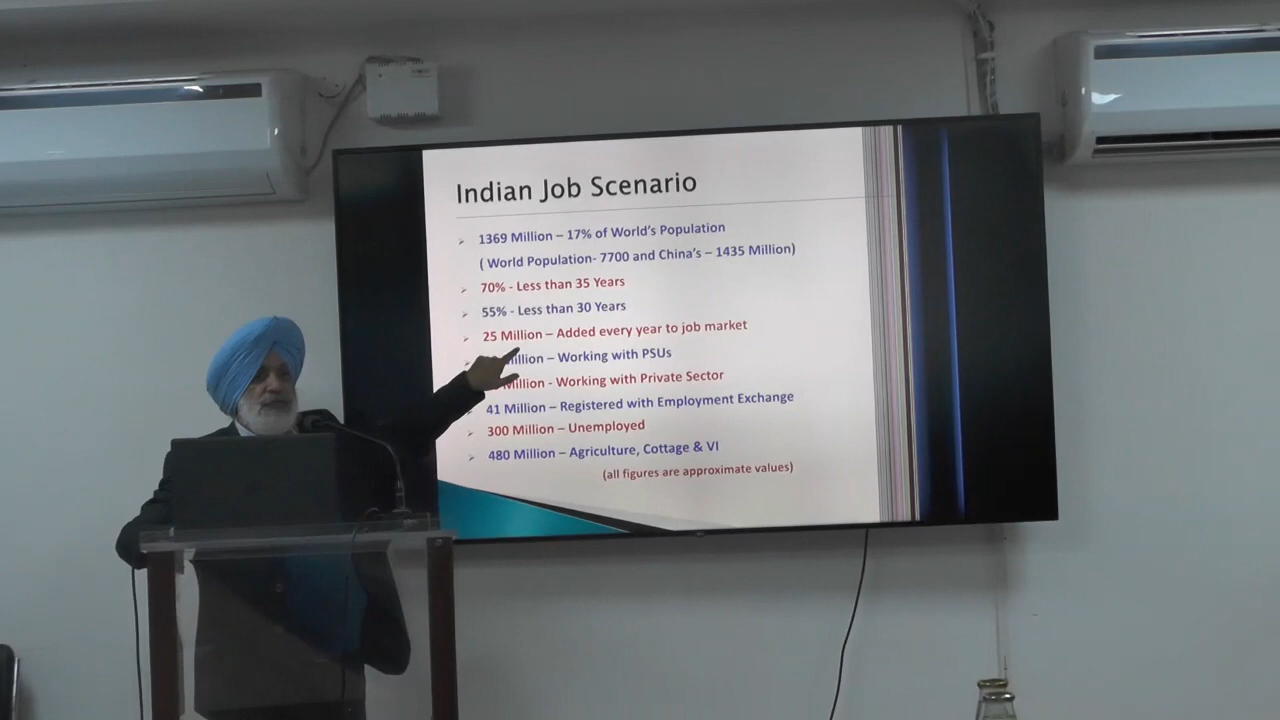 Indian Job Scenario
1369 Million – 17% of World's Population
( World Population- 7700 and China's – 1435 Million)
70% - Less than 35 Years
55% - Less than 30 Years
25 Million – Added every year to job market
– Working with PSUs
- Working with Private Sector
41 Million – Registered with Employment Exchange
300 Million – Unemployed
480 Million – Agriculture, Cottage & VI
(all figures are approximate values)